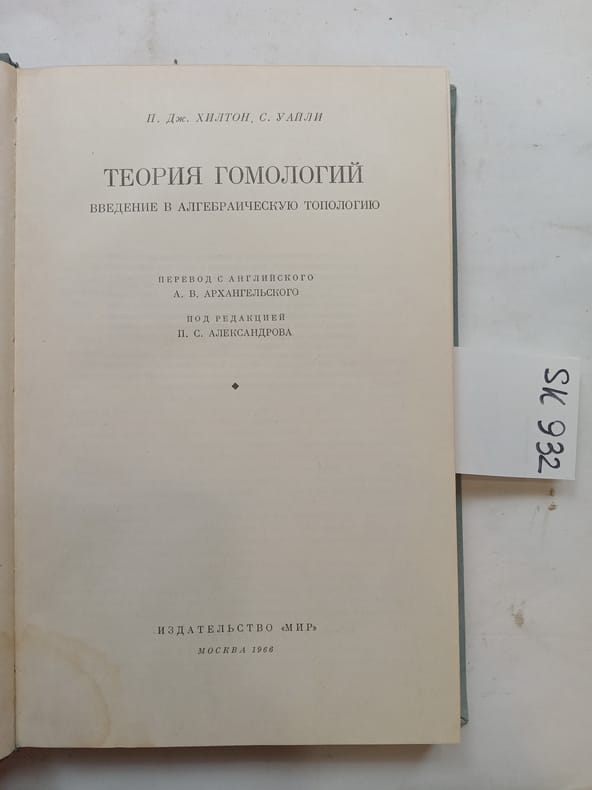 П. Дж. ХИЛТОН, С. УАЙЛИ
ТЕОРИЯ ГОМОЛОГИЙ
ВВЕДЕНИЕ В АЛГЕБРАИЧЕСКУЮ ТОПОЛОГИЮ
ПЕРЕВОД С АНГЛИЙСКОГО
А. В. АРХАНГЕЛЬСКОГО
ПОД РЕДАКЦИЕЙ
П. С. АЛЕКСАНДРОВА
ИЗДАТЕЛЬСТВО «МИР»
МОСКВА 1966
SK 932